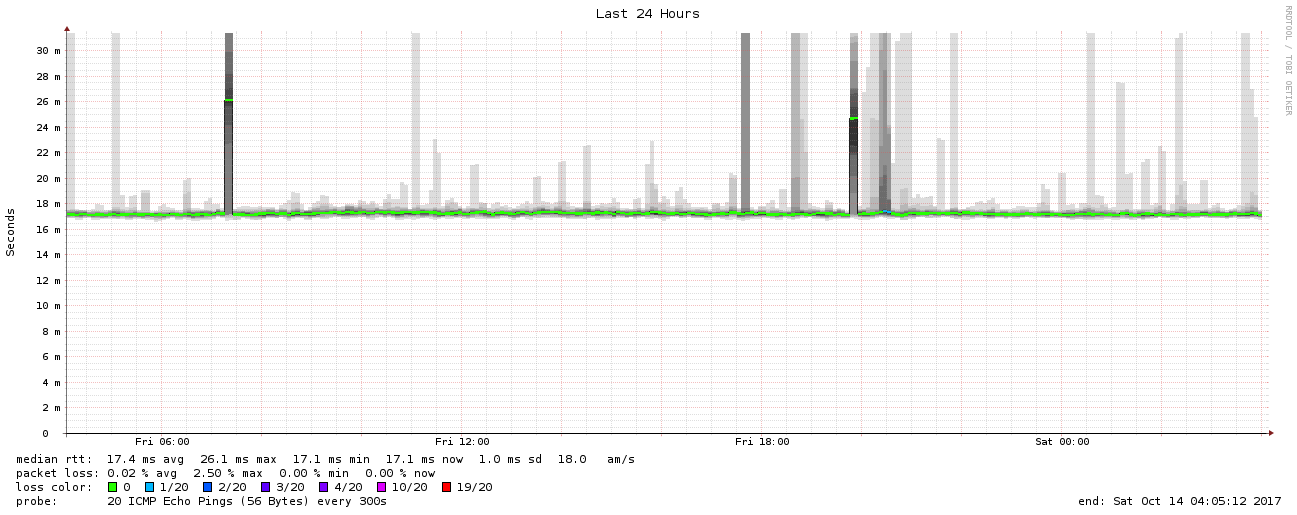 Last 24 Hours
RRDTOOL / TOBI OETIKER
Seconds
30 m
28 m
26 m
24 m
22 m
20 m
18 m
16 m
14 m
12 m
10 m
8 m
6 m
4 m
2 m
0
Fri 06:00 Fri 12:00 Fri 18:00 Sat 00:00
median rtt: 17.4 ms avg 26.1 ms max 17.1 ms min 17.1 ms now 1.0 ms sd 18.0 am/s
packet loss: 0.02 % avg 2.50 % max 0.00 % min 0.00 % now
loss color: 0 1/20 2/20 3/20 4/20 10/20 19/20
probe: 20 ICMP Echo Pings (56 Bytes) every 300s end: Sat Oct 14 04:05:12 2017